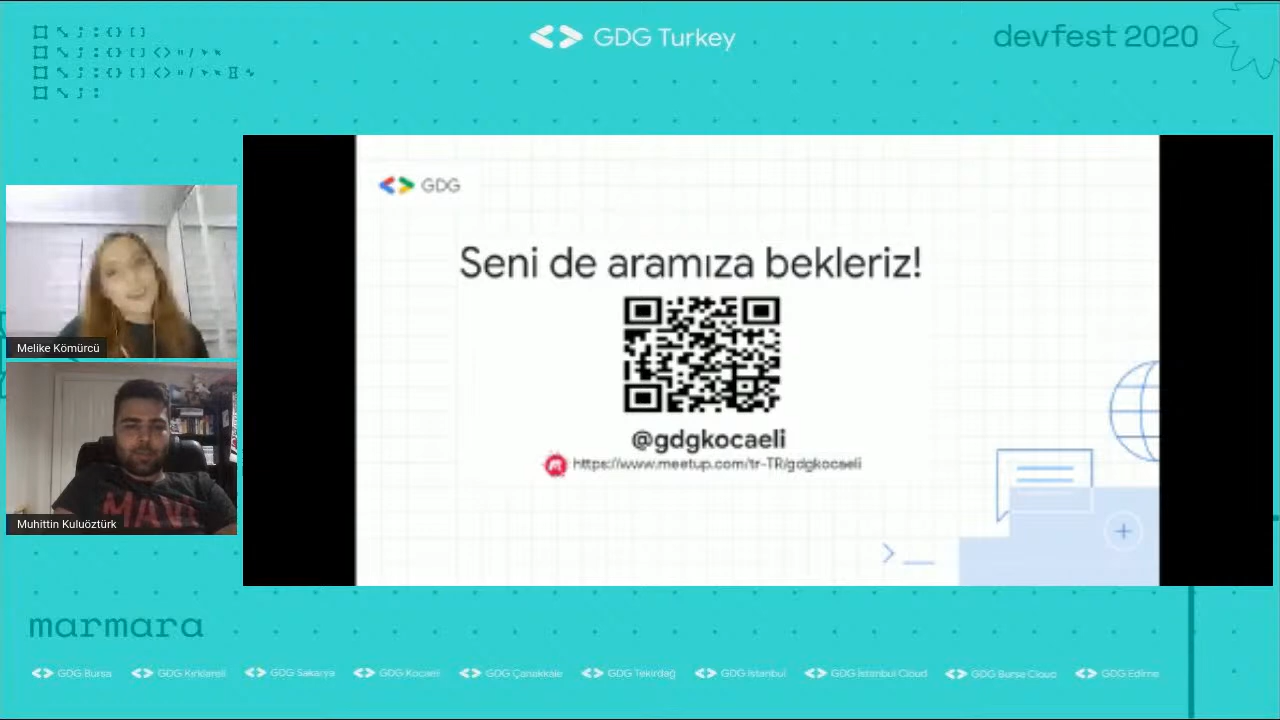 GDG Turkey
devfest 2020
GDG
Seni de aramıza bekleriz!
@gdgkocaeli
https://www.meetup.com/tr-TR/gdgkocaeli
Melike Kömürcü
MAVI
Muhittin Kuluöztürk
marmara
GDG Bursa
GDG Kırklareli
GDG Sakarya
GDG Kocaeli
GDG Çanakkale
GDG Tekirdağ
GDG İstanbul
GDG İstanbul Cloud
GDG Bursa Cloud
GDG Edirne